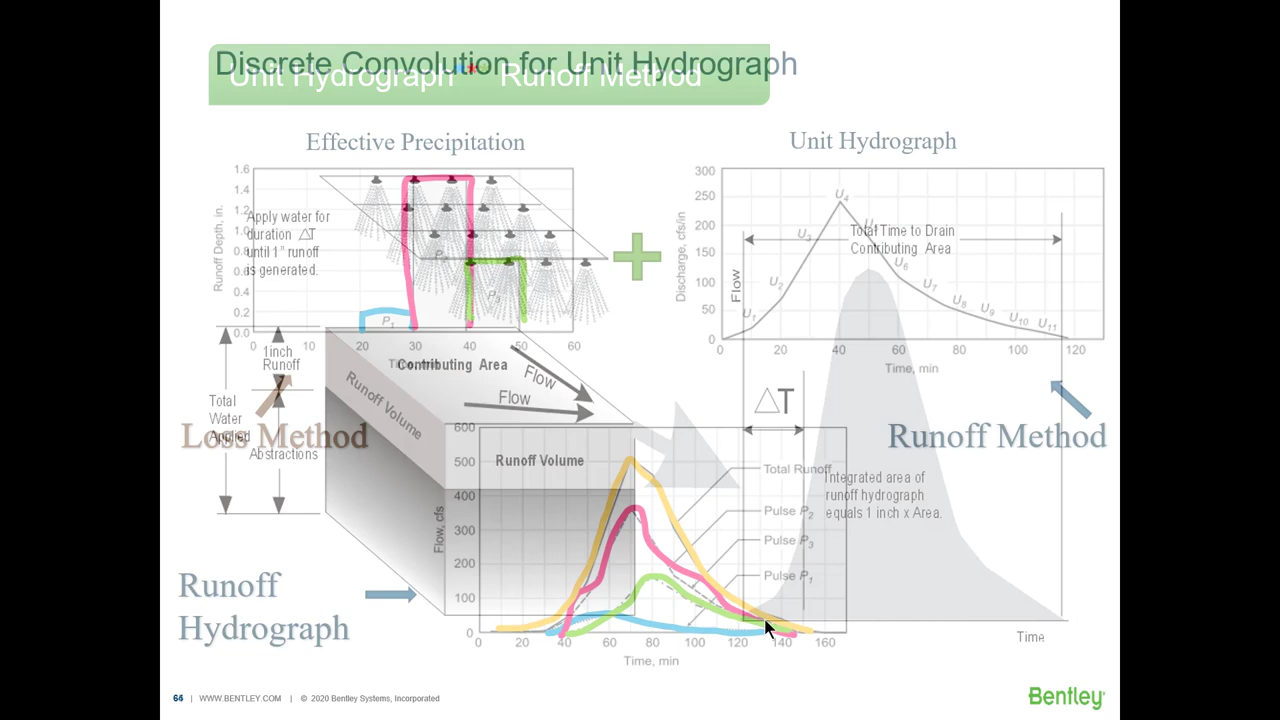 Discrete Convolution for Unit Hydrograph
Unit Hydrograph Runoff Method
Effective Precipitation
Unit Hydrograph
1.6
1.4
1.2
1.0
0.8
0.6
0.4
0.2
0.0
Runoff Depth, in.
Apply water for
duration △T
until 1" runoff
is generated.
P1
P2
P3
0 10 20 30 40 50 60
300
250
200
150
100
50
0
Discharge, cfs/in
Flow
U1
U2
U3
U4
U6
U7
U8
U9
U10
U11
Total Time to Drain
Contributing Area
0 20 40 60 80 100 120
Time, min
1inch
Runoff
Total
Water
Applied
Abstractions
Loss Method
Contributing Area
Runoff Volume
Flow
Flow
Runoff Volume
△T
Runoff Method
Integrated area of
runoff hydrograph
equals 1 inch x Area.
600
500
400
300
200
100
0
Flow, cfs
Total Runoff
Pulse P2
Pulse P3
Pulse P1
0 20 40 60 80 100 120 140 160
Time, min
Time
Runoff
Hydrograph
64 | WWW.BENTLEY.COM | © 2020 Bentley Systems, Incorporated
Bentley